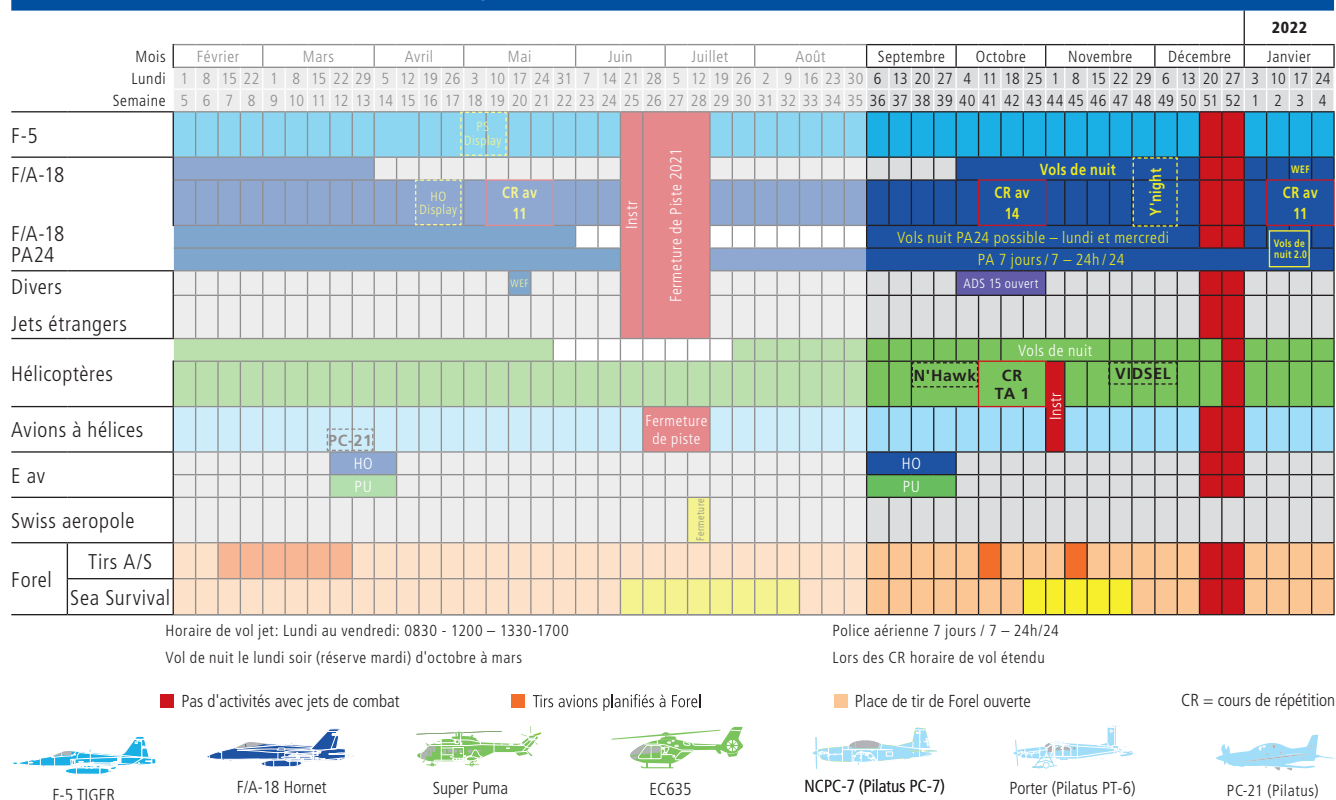 2022
Mois Février Mars Avril Mai Juin Juillet Août Septembre Octobre Novembre Décembre Janvier
Lundi 1 8 15 22 1 8 15 22 29 5 12 19 26 3 10 17 24 31 7 14 21 28 5 12 19 26 2 9 16 23 30 6 13 20 27 4 11 18 25 1 8 15 22 29 6 13 20 27 3 10 17 24
Semaine 5 6 7 8 9 10 11 12 13 14 15 16 17 18 19 20 21 22 23 24 25 26 27 28 29 30 31 32 33 34 35 36 37 38 39 40 41 42 43 44 45 46 47 48 49 50 51 52 1 2 3 4
F-5
PS
Display
Instr
Fermeture de Piste 2021
F/A-18
Vols de nuit
Y'night
WEF
HO
Display
CR av
11
CR av
14
CR av
11
F/A-18
PA24
Vols nuit PA24 possible – lundi et mercredi
PA 7 jours / 7 – 24h / 24
Vols de
nuit 2.0
Divers
WEF
ADS 15 ouvert
Jets étrangers
Hélicoptères
Vols de nuit
N'Hawk
CR
TA 1
Instr
VIDSEL
Avions à hélices
PC-21
Fermeture
de piste
E av
HO
HO
PU
PU
Swiss aeropole
Fermeture
Forel
Tirs A/S
Sea Survival
Horaire de vol jet: Lundi au vendredi: 0830 - 1200 – 1330-1700
Police aérienne 7 jours / 7 – 24h/24
Vol de nuit le lundi soir (réserve mardi) d'octobre à mars
Lors des CR horaire de vol étendu
Pas d'activités avec jets de combat
Tirs avions planifiés à Forel
Place de tir de Forel ouverte
CR = cours de répétition
F-5 TIGER
F/A-18 Hornet
Super Puma
EC635
NCPC-7 (Pilatus PC-7)
Porter (Pilatus PT-6)
PC-21 (Pilatus)